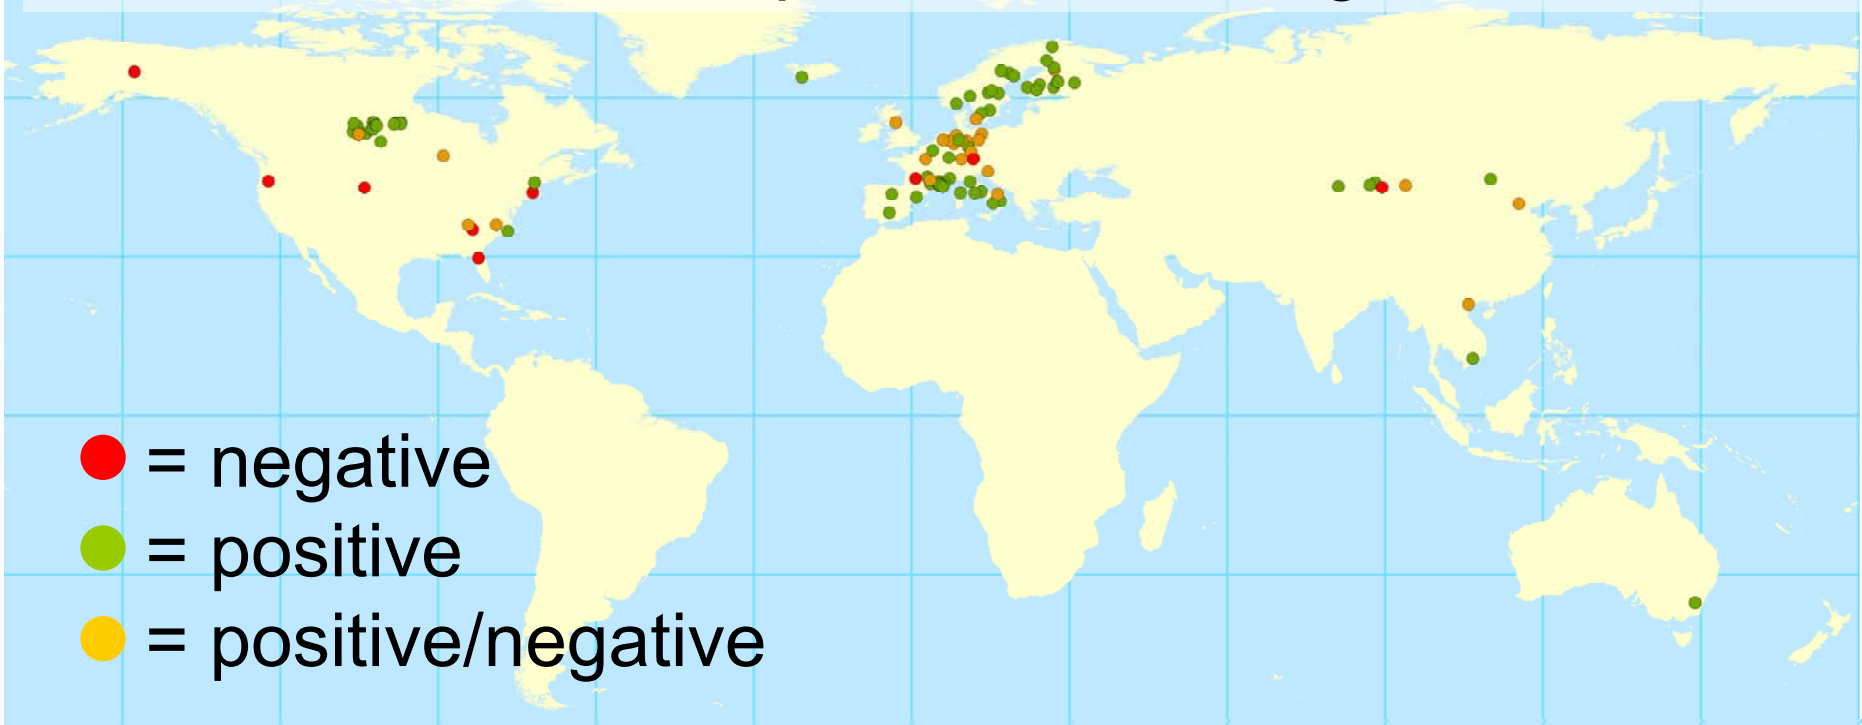 = negative
= positive
= positive/negative